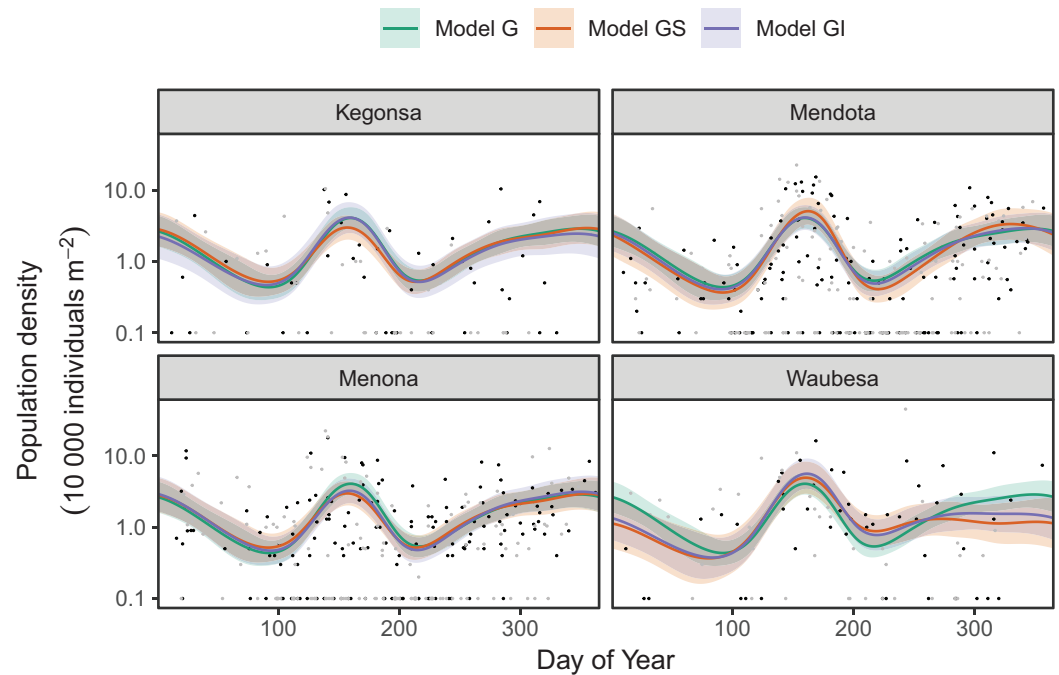 Model G Model GS Model GI
Kegonsa Mendota
10.0
1.0
0.1
Menona Waubesa
10.0
1.0
0.1
100 200 300 100 200 300
Day of Year
Population density
(10 000 individuals m⁻²)